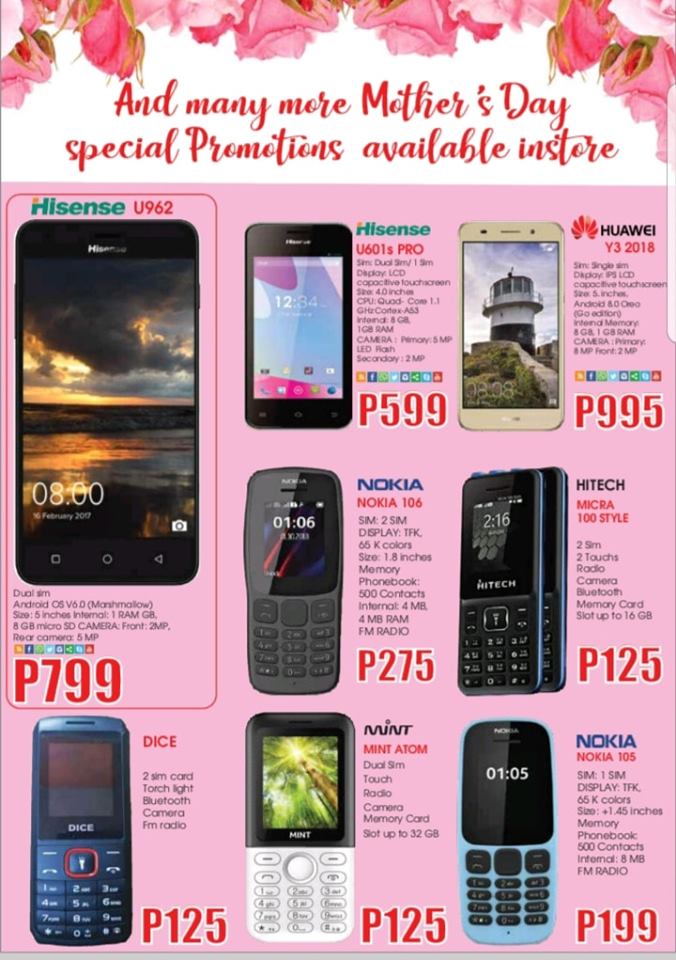 And many more Mother's Day
special Promotions available instore
Hisense U962
Hisense
08:00
16 February 2017
Dual sim
Android OS V6.0 (Marshmallow)
Size: 5 inches Internal: 1 RAM GB,
8 GB micro SD CAMERA: Front: 2MP,
Rear camera: 5 MP
P799
Hisense
U601s PRO
Sim: Dual Sim/ 1 Sim
Display: LCD
capacitive touchscreen
Size: 4.0 inches
CPU: Quad- Core 1.1
GHz Cortex-A53
Internal: 8 GB,
1GB RAM
CAMERA : Primary: 5 MP
LED Flash
Secondary : 2 MP
P599
Hisense
12:34
HUAWEI
Y3 2018
Sim: Single sim
Display: IPS LCD
capacitive touchscreen
Size: 5. inches,
Android 8.0 Oreo
(Go edition)
Internal Memory:
8 GB, 1 GB RAM
CAMERA : Primary:
8 MP Front: 2 MP
P995
08:08
NOKIA
01:06
NOKIA
NOKIA 106
SIM: 2 SIM
DISPLAY: TFK,
65 K colors
Size: 1.8 inches
Memory
Phonebook:
500 Contacts
Internal: 4 MB,
4 MB RAM
FM RADIO
P275
2:16
HITECH
HITECH
MICRA
100 STYLE
2 Sim
2 Touchs
Radio
Camera
Bluetooth
Memory Card
Slot up to 16 GB
P125
DICE
DICE
2 sim card
Torch light
Bluetooth
Camera
Fm radio
P125
MINT
MINT
MINT ATOM
Dual Sim
Touch
Radio
Camera
Memory Card
Slot up to 32 GB
P125
NOKIA
01:05
NOKIA
NOKIA 105
SIM: 1 SIM
DISPLAY: TFK,
65 K colors
Size: +1.45 inches
Memory
Phonebook:
500 Contacts
Internal: 8 MB
FM RADIO
P199